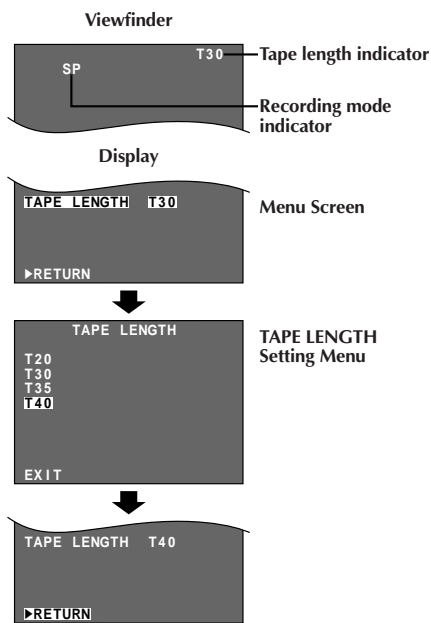 Viewfinder
T30 Tape length indicator
SP
Recording mode
indicator
Display
TAPE LENGTH T30
Menu Screen
▶RETURN
TAPE LENGTH
TAPE LENGTH
Setting Menu
T20
T30
T35
T40
EXIT
TAPE LENGTH T40
▶RETURN